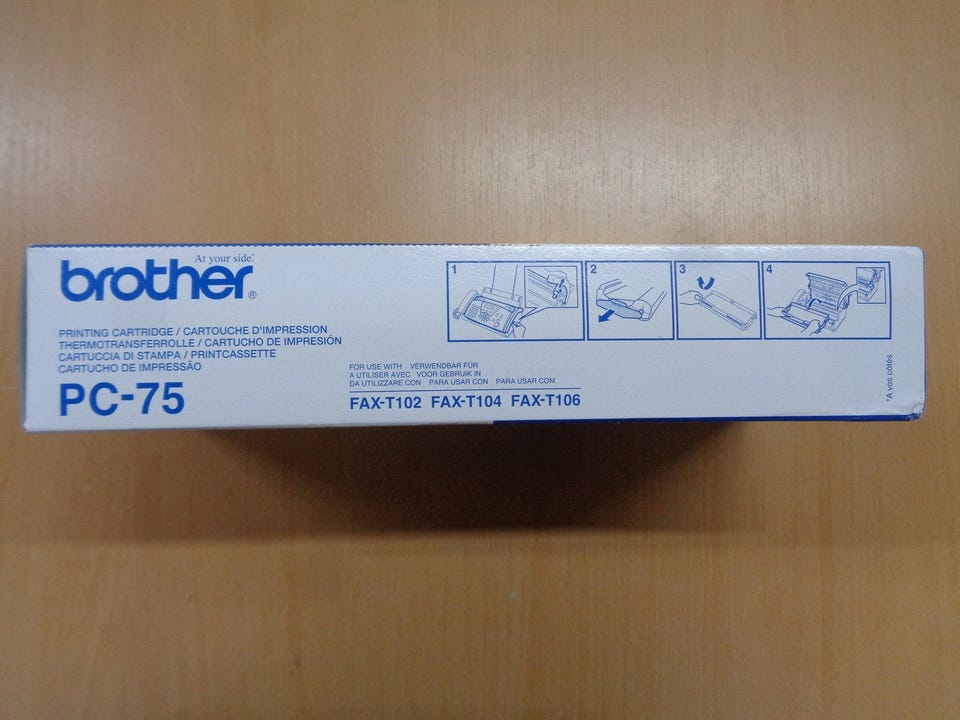 At your side.
brother®
PRINTING CARTRIDGE / CARTOUCHE D'IMPRESSION
THERMOTRANSFERROLLE / CARTUCHO DE IMPRESIÓN
CARTUCCIA DI STAMPA / PRINTCASSETTE
CARTUCHO DE IMPRESSÃO
PC-75
FOR USE WITH VERWENDBAR FÜR
A UTILISER AVEC VOOR GEBRUIK IN
DA UTILIZZARE CON PARA USAR CON PARA USAR COM
FAX-T102 FAX-T104 FAX-T106
1
2
3
4
*A vos côtés